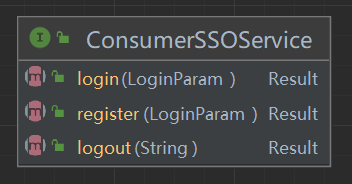 I ConsumerSSOService
m login(LoginParam ) Result
m register(LoginParam ) Result
m logout(String) Result